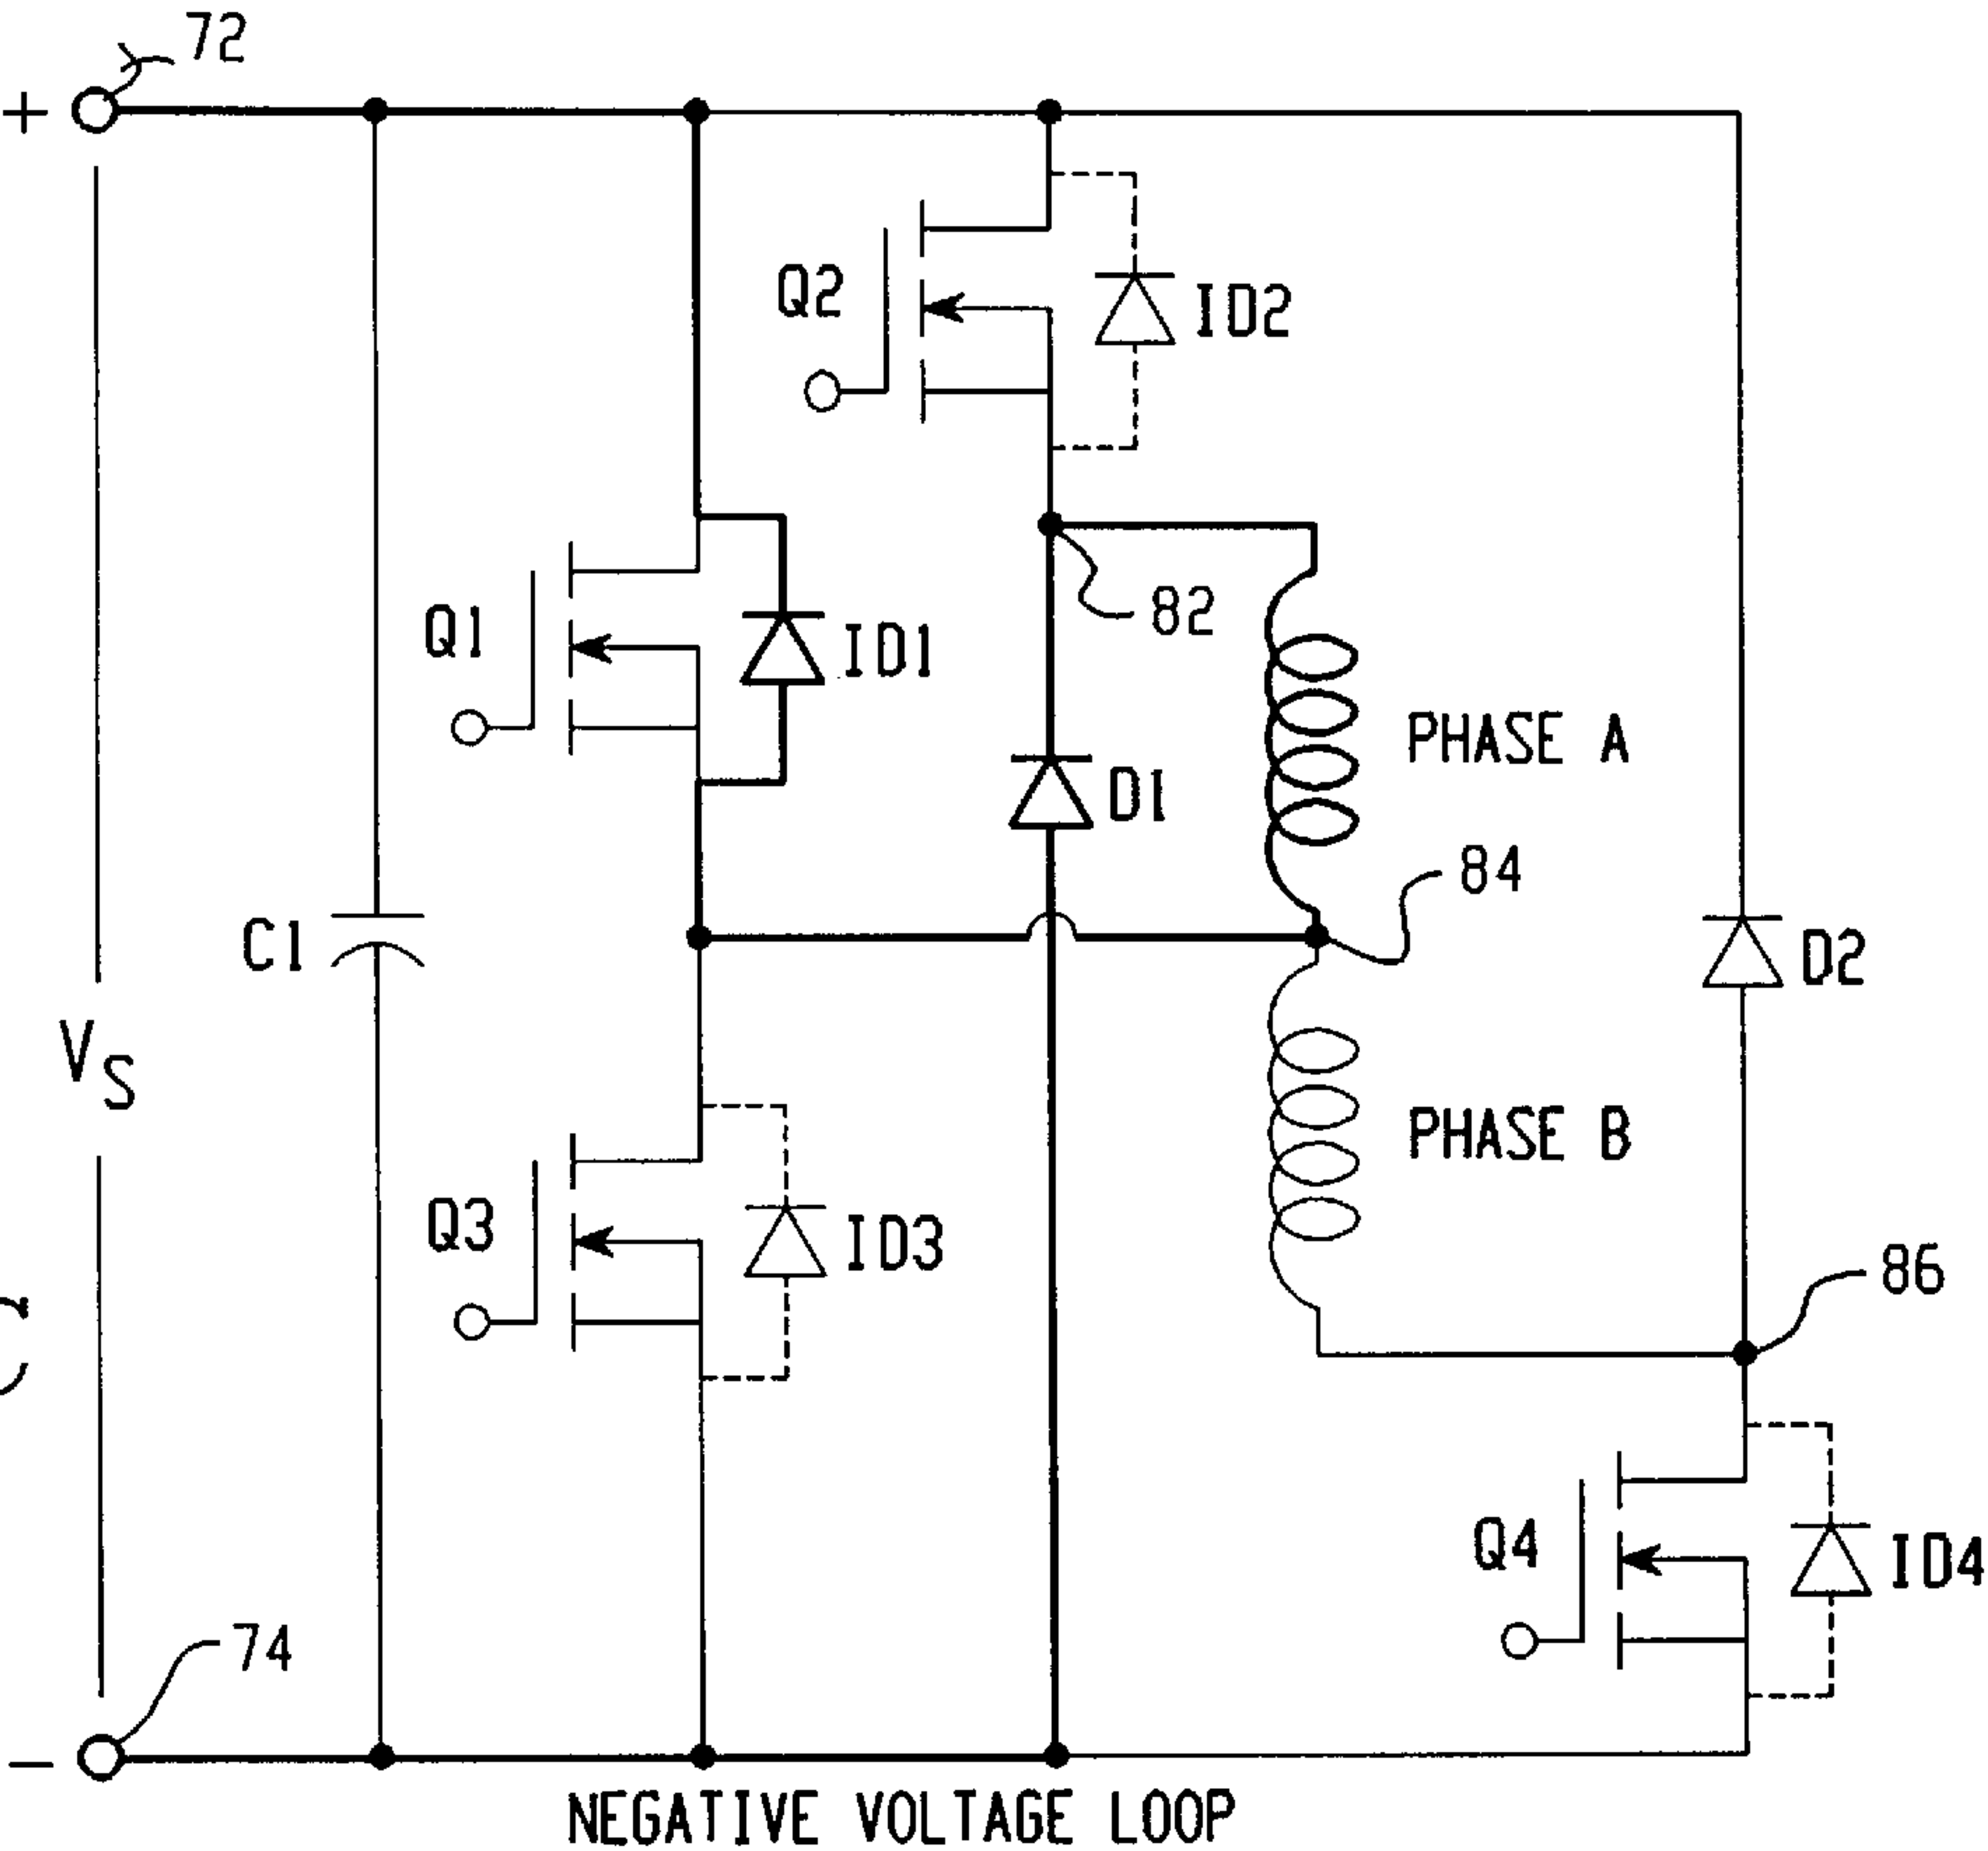 72
+
Q2
ID2
82
Q1
ID1
PHASE A
D1
84
C1
D2
VS
PHASE B
Q3
ID3
86
Q4
ID4
74
−
NEGATIVE VOLTAGE LOOP